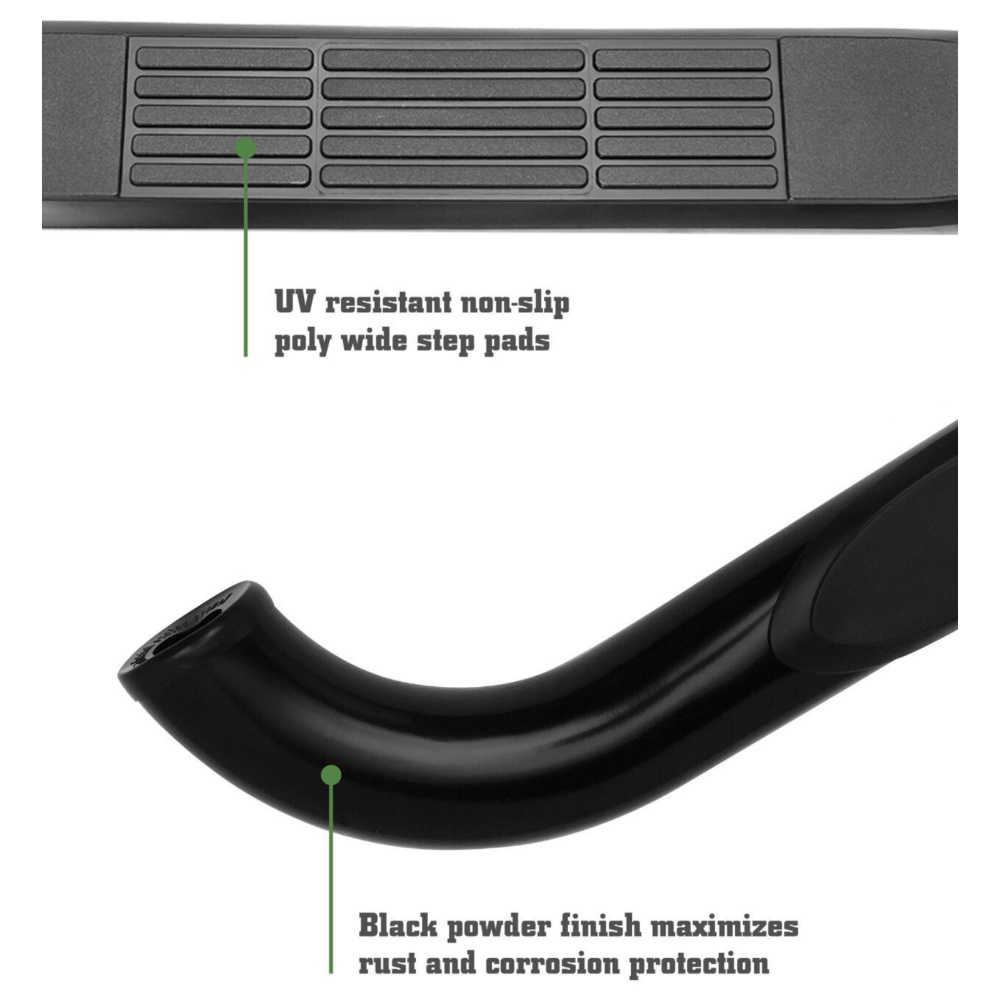 UV resistant non-slip
poly wide step pads
Black powder finish maximizes
rust and corrosion protection